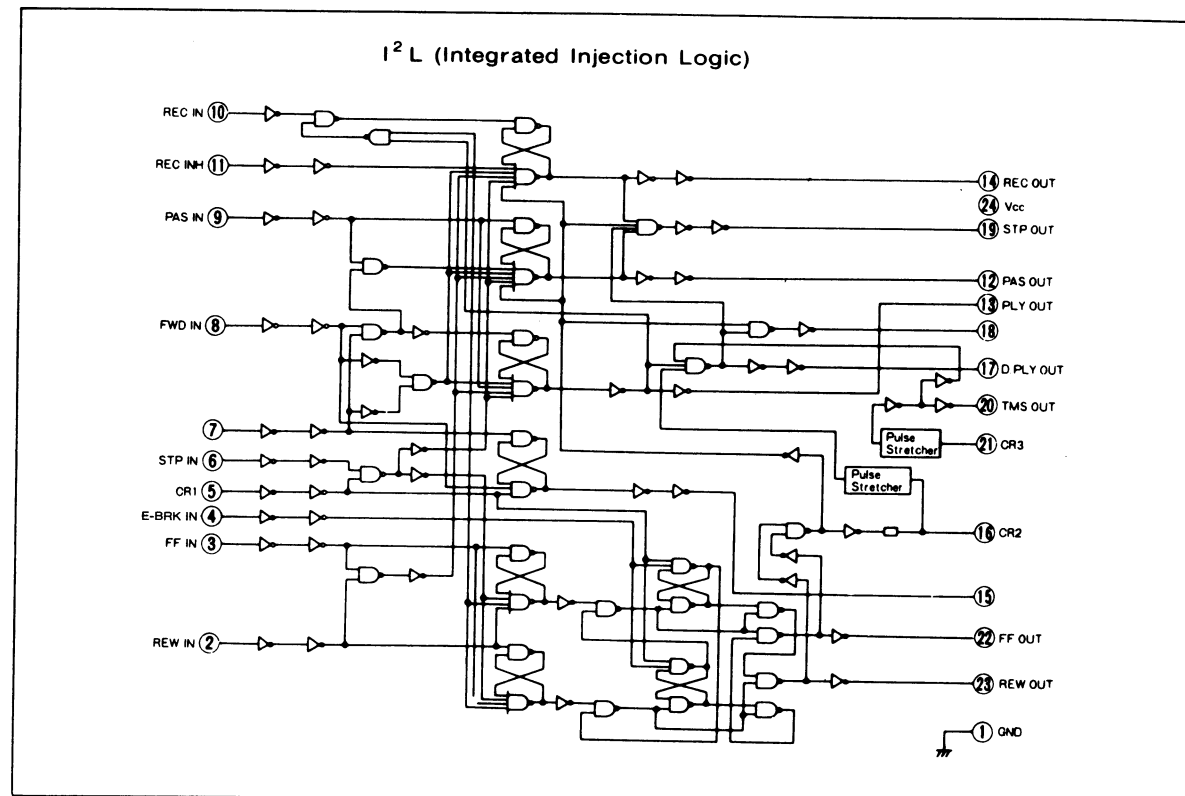 I² L (Integrated Injection Logic)
REC IN 10
REC INH 11
PAS IN 9
FWD IN 8
7
STP IN 6
CR1 5
E-BRK IN 4
FF IN 3
REW IN 2
14 REC OUT
24 Vcc
19 STP OUT
12 PAS OUT
13 PLY OUT
18
17 D PLY OUT
20 TMS OUT
Pulse
Stretcher
21 CR3
Pulse
Stretcher
16 CR2
15
22 FF OUT
23 REW OUT
1 GND